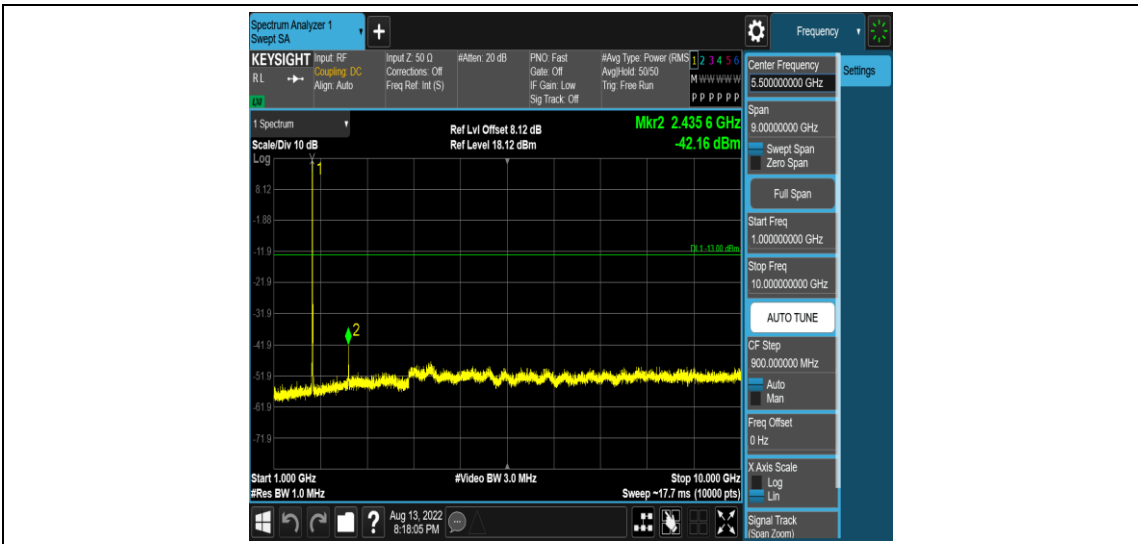 Spectrum Analyzer 1
Swept SA
+
Frequency
KEYSIGHT
RL
LXI
Input: RF
Coupling: DC
Align: Auto
Input Z: 50 Ω
Corrections: Off
Freq Ref: Int (S)
#Atten: 20 dB
PNO: Fast
Gate: Off
IF Gain: Low
Sig Track: Off
#Avg Type: Power (RMS
Avg|Hold: 50/50
Trig: Free Run
1 2 3 4 5 6
M W W W W W
P P P P P P
1 Spectrum
Scale/Div 10 dB
Log
Ref Lvl Offset 8.12 dB
Ref Level 18.12 dBm
Mkr2 2.435 6 GHz
-42.16 dBm
1
8.12
-1.88
-11.9
DL1 -13.00 dBm
-21.9
-31.9
2
-41.9
-51.9
-61.9
-71.9
Start 1.000 GHz
#Res BW 1.0 MHz
#Video BW 3.0 MHz
Stop 10.000 GHz
Sweep ~17.7 ms (10000 pts)
?
Aug 13, 2022
8:18:05 PM
Center Frequency
5.500000000 GHz
Settings
Span
9.00000000 GHz
Swept Span
Zero Span
Full Span
Start Freq
1.000000000 GHz
Stop Freq
10.000000000 GHz
AUTO TUNE
CF Step
900.000000 MHz
Auto
Man
Freq Offset
0 Hz
X Axis Scale
Log
Lin
Signal Track
(Span Zoom)